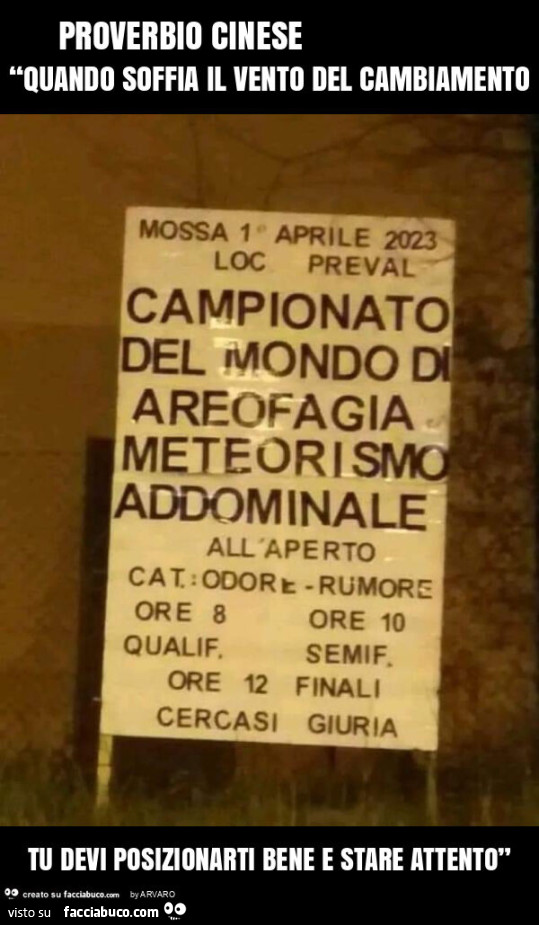 PROVERBIO CINESE
“QUANDO SOFFIA IL VENTO DEL CAMBIAMENTO
MOSSA 1° APRILE 2023
LOC PREVAL
CAMPIONATO
DEL MONDO DI
AREOFAGIA
METEORISMO
ADDOMINALE
ALL'APERTO
CAT.: ODORE - RUMORE
ORE 8 ORE 10
QUALIF. SEMIF.
ORE 12 FINALI
CERCASI GIURIA
TU DEVI POSIZIONARTI BENE E STARE ATTENTO”
creato su facciabuco.com by ARVARO
visto su facciabuco.com